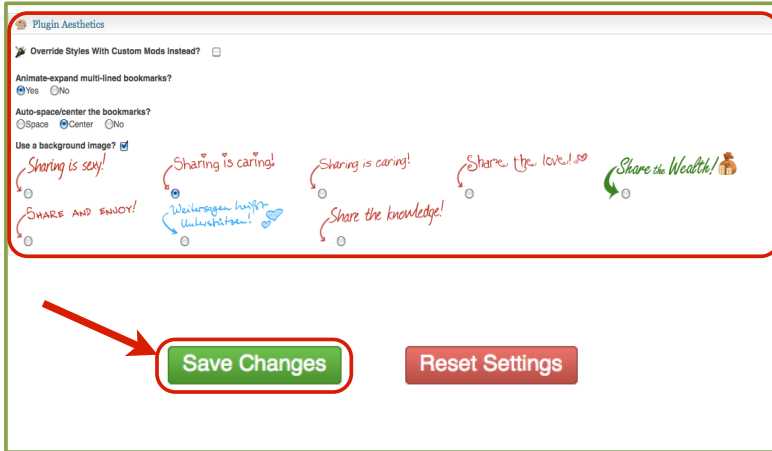 Plugin Aesthetics
Override Styles With Custom Mods Instead?
Animate-expand multi-lined bookmarks?
Yes No
Auto-space/center the bookmarks?
Space Center No
Use a background image?
Sharing is sexy! Sharing is caring! Sharing is caring! Share the love! Share the Wealth!
SHARE AND ENJOY! Weitersagen heißt Share the knowledge!
Unterstützen!
Save Changes Reset Settings